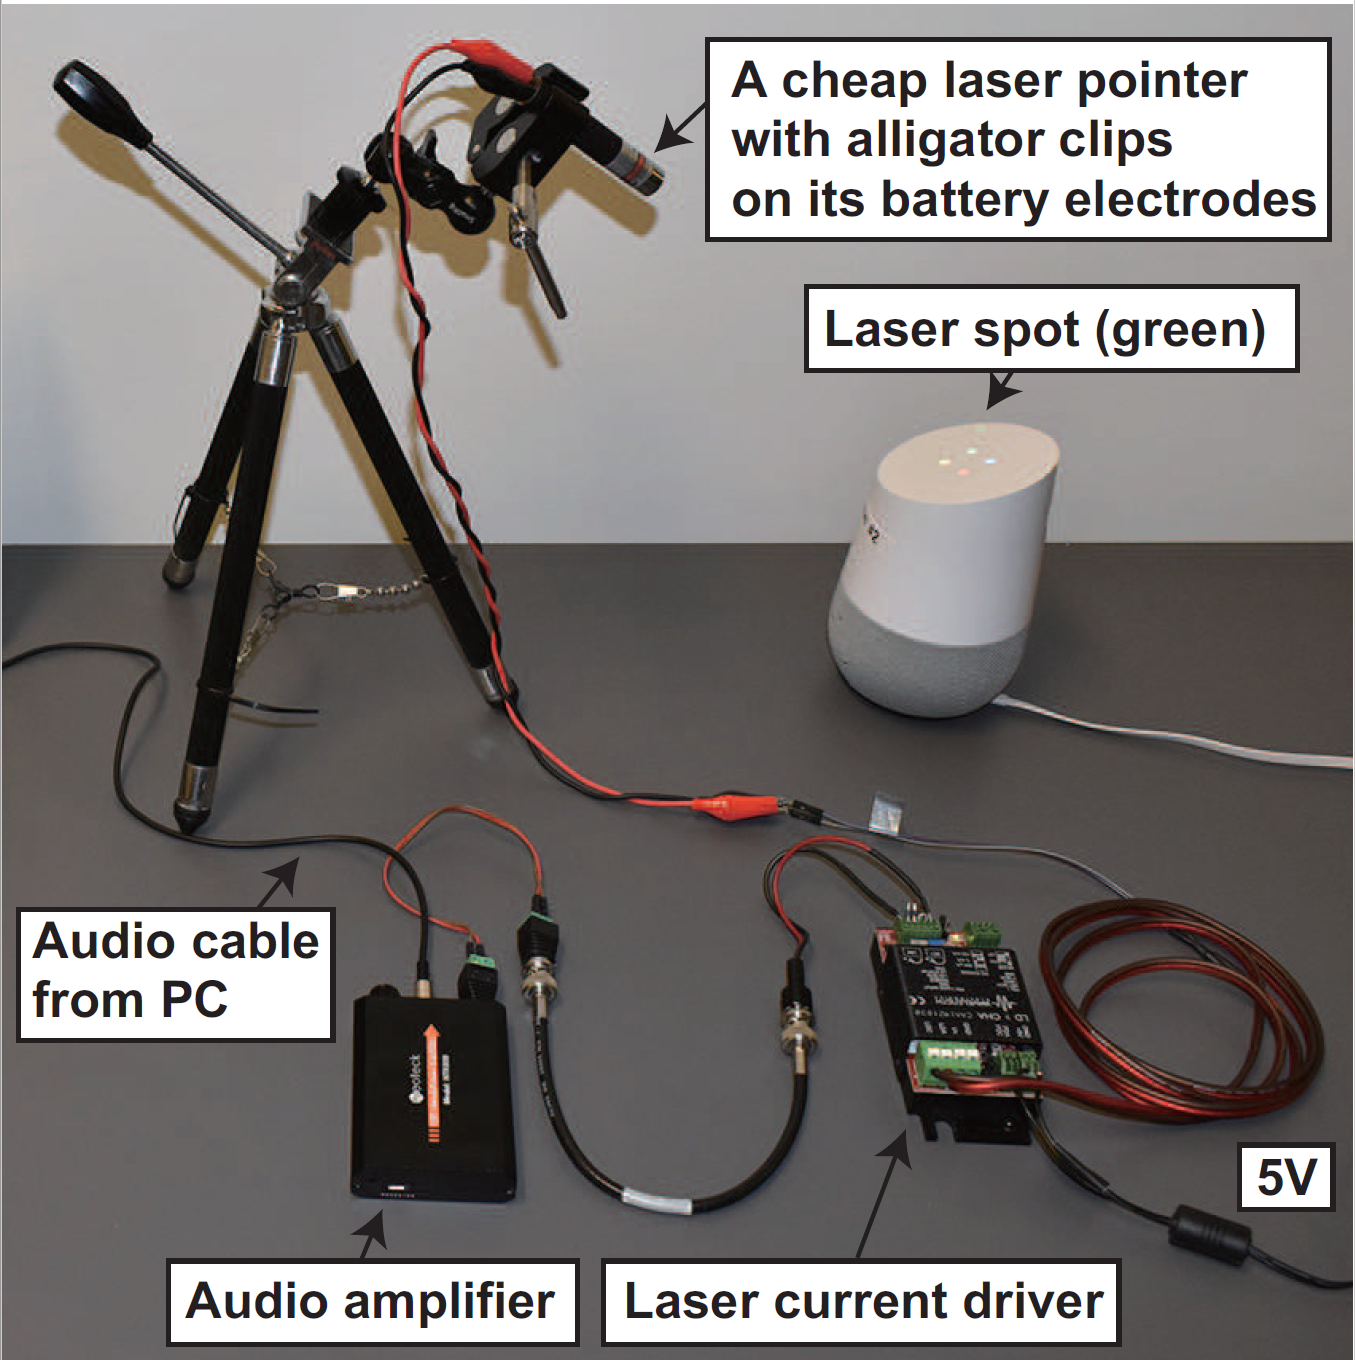 A cheap laser pointer
with alligator clips
on its battery electrodes
Laser spot (green)
#2
Audio cable
from PC
5V
Audio amplifier
Laser current driver